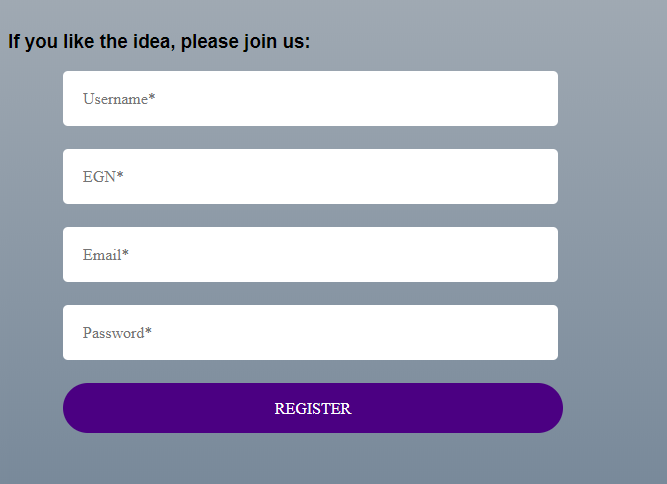 If you like the idea, please join us:
Username*
EGN*
Email*
Password*
REGISTER